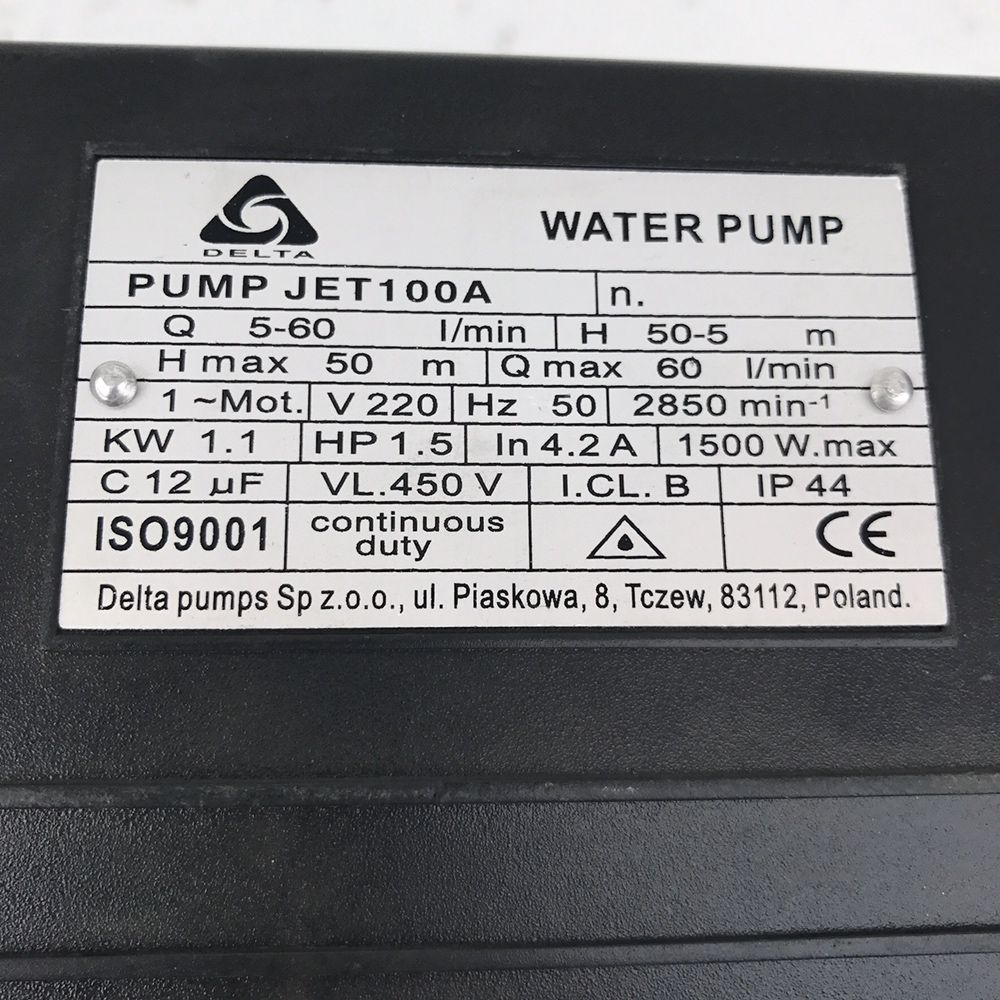 DELTA
WATER PUMP
PUMP JET100A n.
Q 5-60 l/min H 50-5 m
H max 50 m Q max 60 l/min
1 ~Mot. V 220 Hz 50 2850 min-1
KW 1.1 HP 1.5 In 4.2 A 1500 W.max
C 12 µF VL.450 V I.CL. B IP 44
ISO9001 continuous duty CE
Delta pumps Sp z.o.o., ul. Piaskowa, 8, Tczew, 83112, Poland.